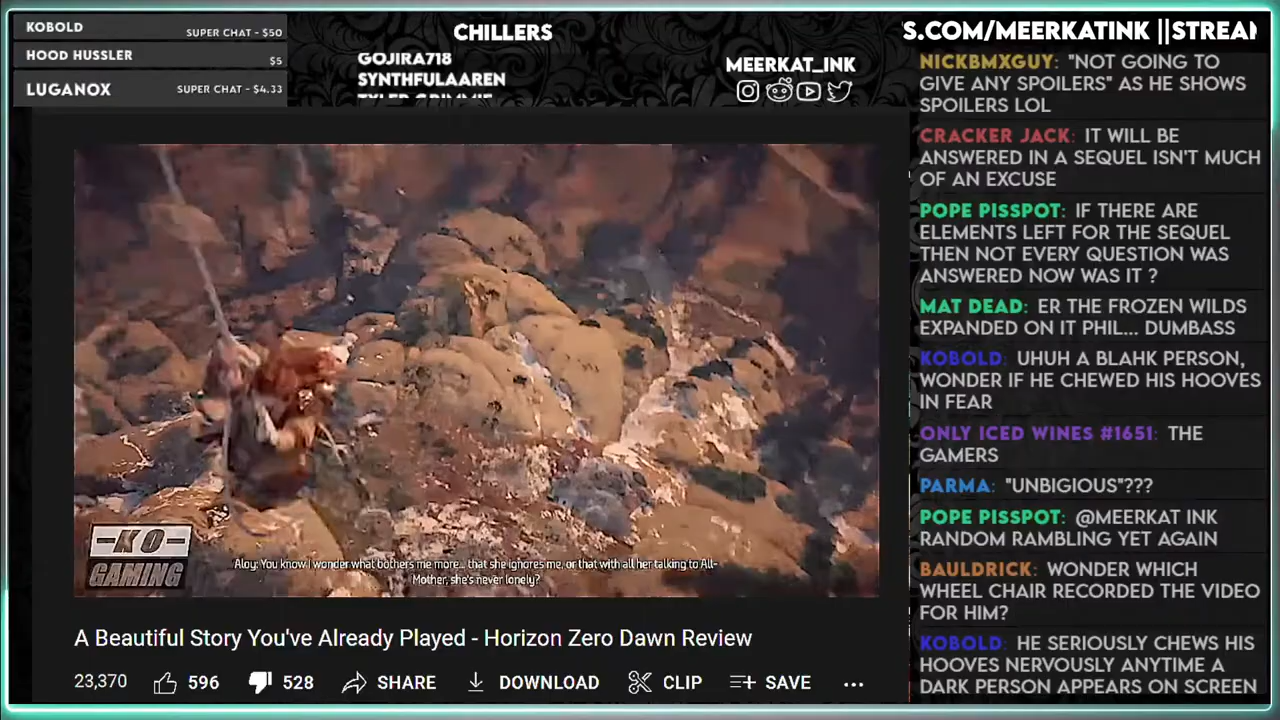 KOBOLD
SUPER CHAT - $50
HOOD HUSSLER
$5
LUGANOX
SUPER CHAT - $4.33
CHILLERS
GOJIRA718
SYNTHFULAAREN
TYLER GRIMMIE
MEERKAT_INK
S.COM/MEERKATINK ||STREAM
NICKBMXGUY: "NOT GOING TO
GIVE ANY SPOILERS" AS HE SHOWS
SPOILERS LOL
CRACKER JACK: IT WILL BE
ANSWERED IN A SEQUEL ISN'T MUCH
OF AN EXCUSE
POPE PISSPOT: IF THERE ARE
ELEMENTS LEFT FOR THE SEQUEL
THEN NOT EVERY QUESTION WAS
ANSWERED NOW WAS IT ?
MAT DEAD: ER THE FROZEN WILDS
EXPANDED ON IT PHIL... DUMBASS
KOBOLD: UHUH A BLAHK PERSON,
WONDER IF HE CHEWED HIS HOOVES
IN FEAR
ONLY ICED WINES #1651: THE
GAMERS
PARMA: "UNBIGIOUS"???
POPE PISSPOT: @MEERKAT INK
RANDOM RAMBLING YET AGAIN
BAULDRICK: WONDER WHICH
WHEEL CHAIR RECORDED THE VIDEO
FOR HIM?
KOBOLD: HE SERIOUSLY CHEWS HIS
HOOVES NERVOUSLY ANYTIME A
DARK PERSON APPEARS ON SCREEN
-KO-
GAMING
Aloy: You know I wonder what bothers me more... that she ignores me, or that with all her talking to All-
Mother, she's never lonely?
A Beautiful Story You've Already Played - Horizon Zero Dawn Review
23,370 596 528 SHARE DOWNLOAD CLIP SAVE ...